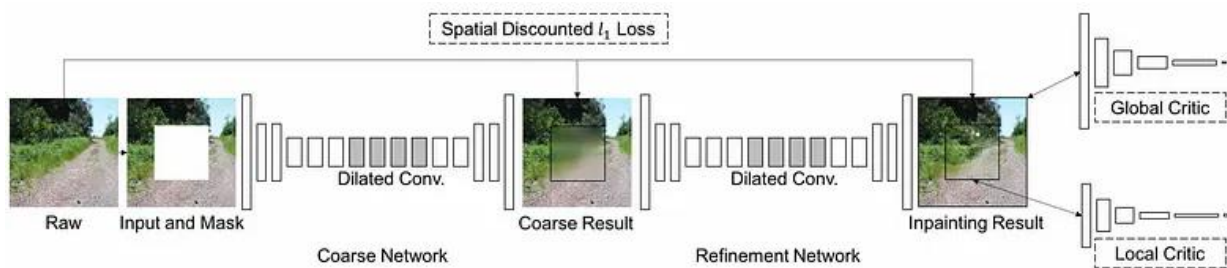 Spatial Discounted l₁ Loss
Global Critic
Dilated Conv.
Dilated Conv.
Raw
Input and Mask
Coarse Result
Inpainting Result
Coarse Network
Refinement Network
Local Critic